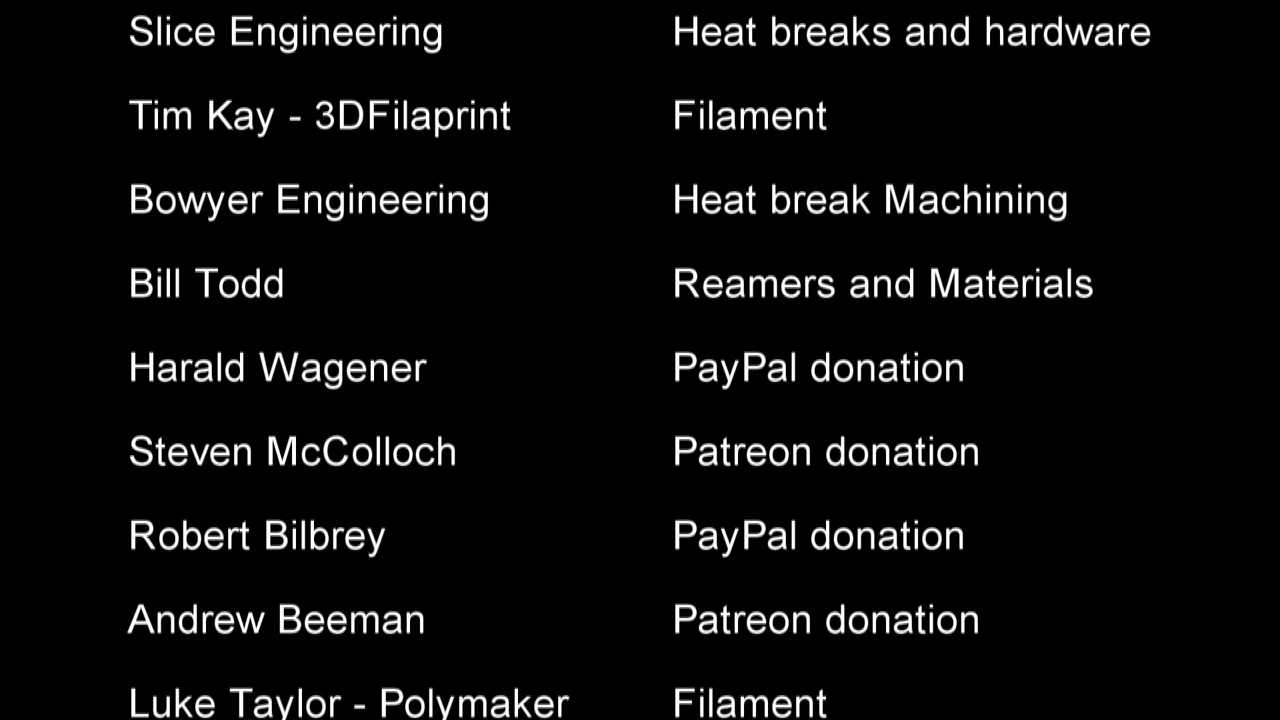 Slice Engineering Heat breaks and hardware
Tim Kay - 3DFilaprint Filament
Bowyer Engineering Heat break Machining
Bill Todd Reamers and Materials
Harald Wagener PayPal donation
Steven McColloch Patreon donation
Robert Bilbrey PayPal donation
Andrew Beeman Patreon donation
Luke Taylor - Polymaker Filament